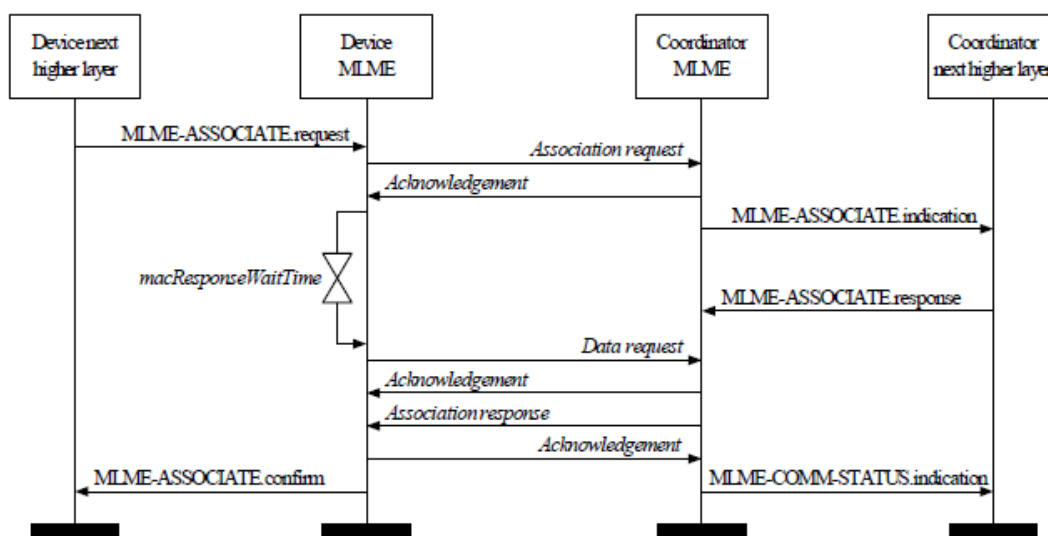 Device next
higher layer
Device
MLME
Coordinator
MLME
Coordinator
next higher layer
MLME-ASSOCIATE.request
Association request
Acknowledgement
MLME-ASSOCIATE.indication
macResponseWaitTime
MLME-ASSOCIATE.response
Data request
Acknowledgement
Association response
Acknowledgement
MLME-ASSOCIATE.confirm
MLME-COMM-STATUS.indication